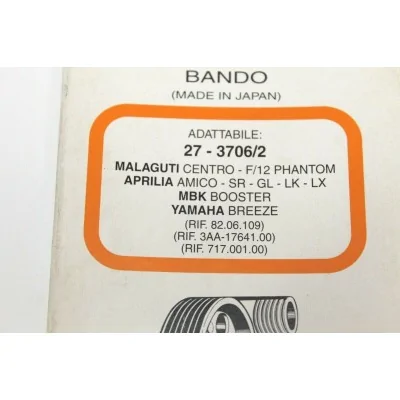 BANDO
(MADE IN JAPAN)
ADATTABILE:
27 - 3706/2
MALAGUTI CENTRO - F/12 PHANTOM
APRILIA AMICO - SR - GL - LK - LX
MBK BOOSTER
YAMAHA BREEZE
(RIF. 82.06.109)
(RIF. 3AA-17641.00)
(RIF. 717.001.00)